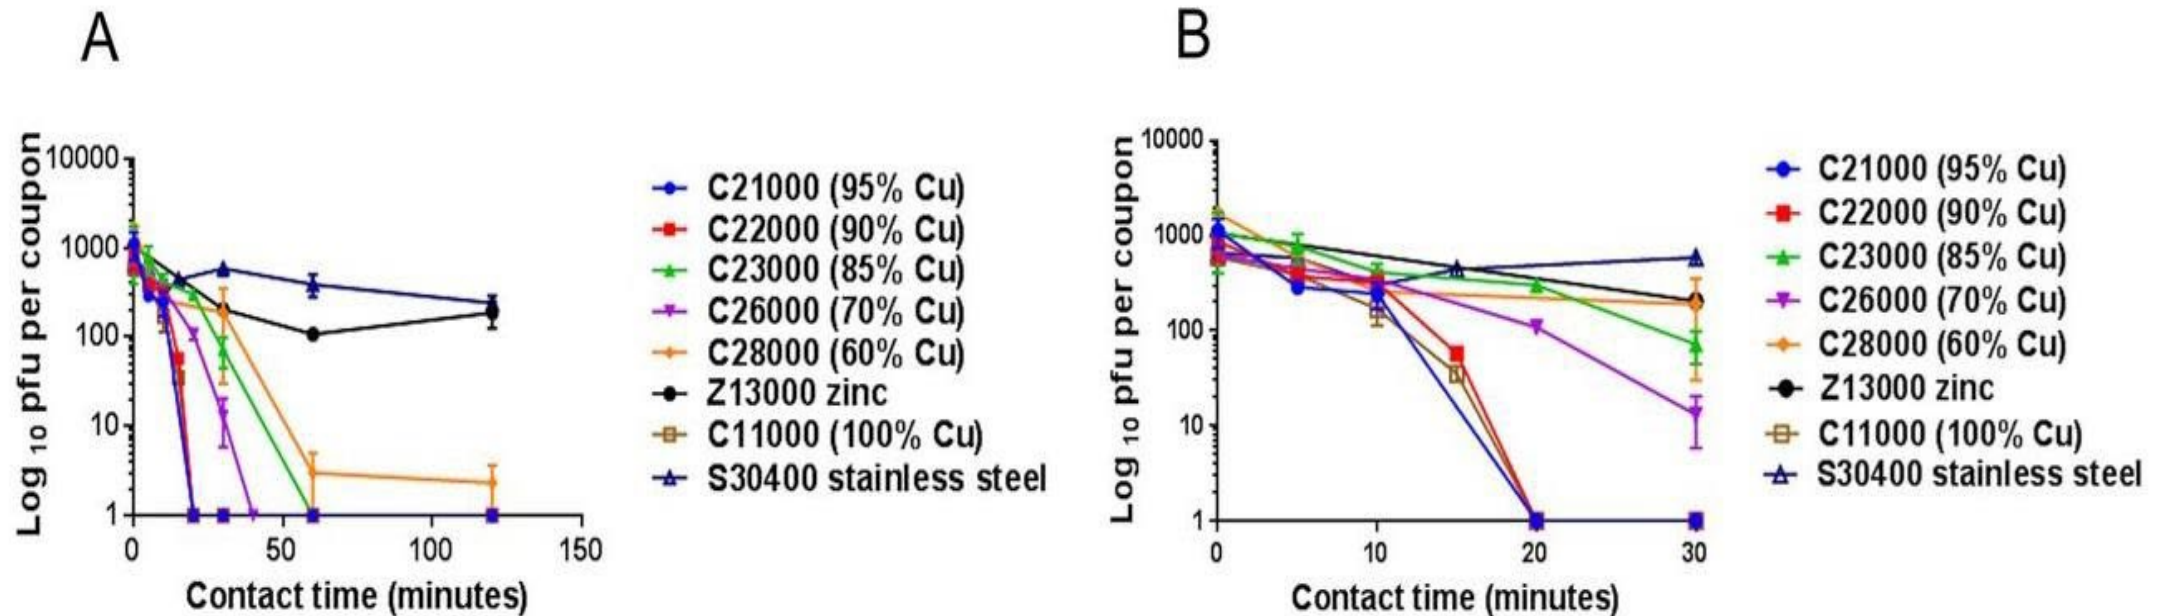 A
Log 10 pfu per coupon
10000
1000
100
10
1
0
50
100
150
Contact time (minutes)
C21000 (95% Cu)
C22000 (90% Cu)
C23000 (85% Cu)
C26000 (70% Cu)
C28000 (60% Cu)
Z13000 zinc
C11000 (100% Cu)
S30400 stainless steel
B
Log 10 pfu per coupon
10000
1000
100
10
1
0
10
20
30
Contact time (minutes)
C21000 (95% Cu)
C22000 (90% Cu)
C23000 (85% Cu)
C26000 (70% Cu)
C28000 (60% Cu)
Z13000 zinc
C11000 (100% Cu)
S30400 stainless steel